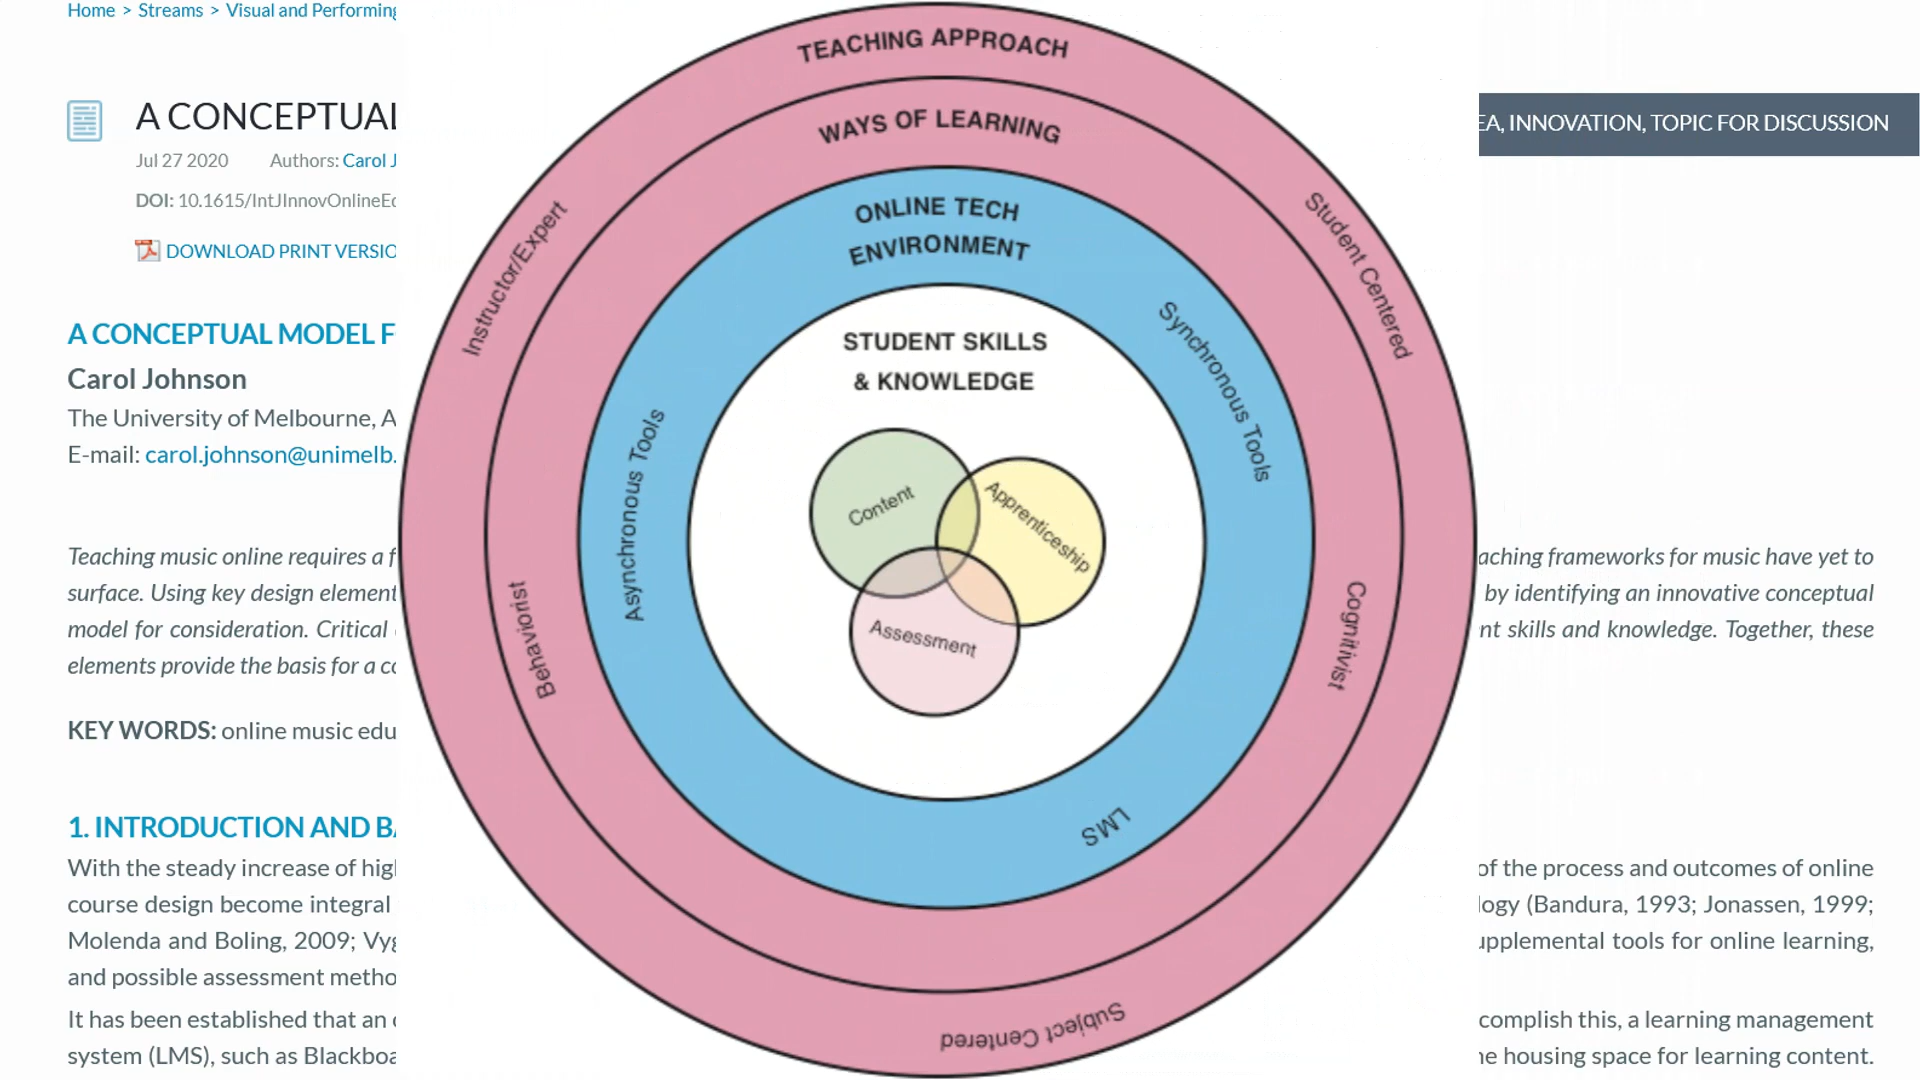 Home > Streams > Visual and Performing
A CONCEPTUAL
Jul 27 2020 Authors: Carol J
DOI: 10.1615/IntJInnovOnlineEd
DOWNLOAD PRINT VERSIO
EA, INNOVATION, TOPIC FOR DISCUSSION
A CONCEPTUAL MODEL F
Carol Johnson
The University of Melbourne, A
E-mail: carol.johnson@unimelb.
Teaching music online requires a f
aching frameworks for music have yet to
surface. Using key design element
by identifying an innovative conceptual
model for consideration. Critical
nt skills and knowledge. Together, these
elements provide the basis for a co
KEY WORDS: online music edu
1. INTRODUCTION AND BA
With the steady increase of high
of the process and outcomes of online
course design become integral
logy (Bandura, 1993; Jonassen, 1999;
Molenda and Boling, 2009; Vyg
upplemental tools for online learning,
and possible assessment metho
It has been established that an
complish this, a learning management
system (LMS), such as Blackboa
he housing space for learning content.
TEACHING APPROACH
Instructor/Expert
Student Centered
Subject Centered
WAYS OF LEARNING
Behaviorist
Cognitivist
ONLINE TECH
ENVIRONMENT
Asynchronous Tools
Synchronous Tools
LMS
STUDENT SKILLS
& KNOWLEDGE
Content
Apprenticeship
Assessment